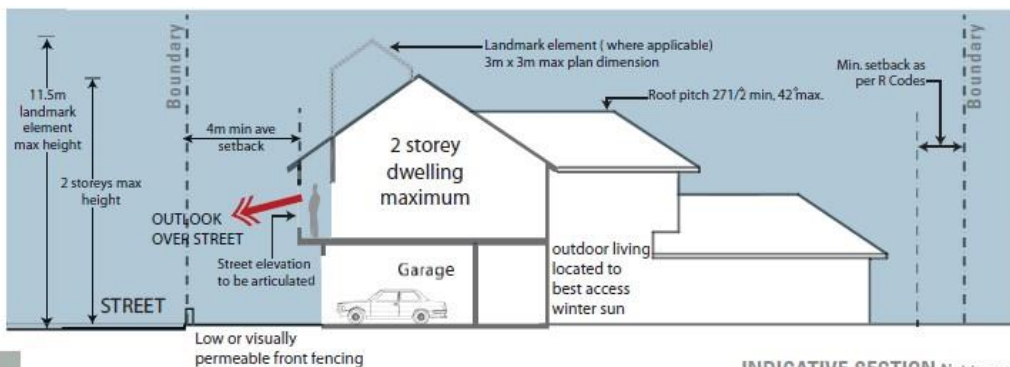 Boundary
Landmark element ( where applicable)
3m x 3m max plan dimension
Min. setback as
per R Codes
Boundary
11.5m
landmark
element
max height
Roof pitch 271/2 min, 42°max.
4m min ave
setback
2 storey
dwelling
maximum
2 storeys max
height
OUTLOOK
OVER STREET
Street elevation
to be articulated
Garage
outdoor living
located to
best access
winter sun
STREET
Low or visually
permeable front fencing
INDICATIVE SECTION